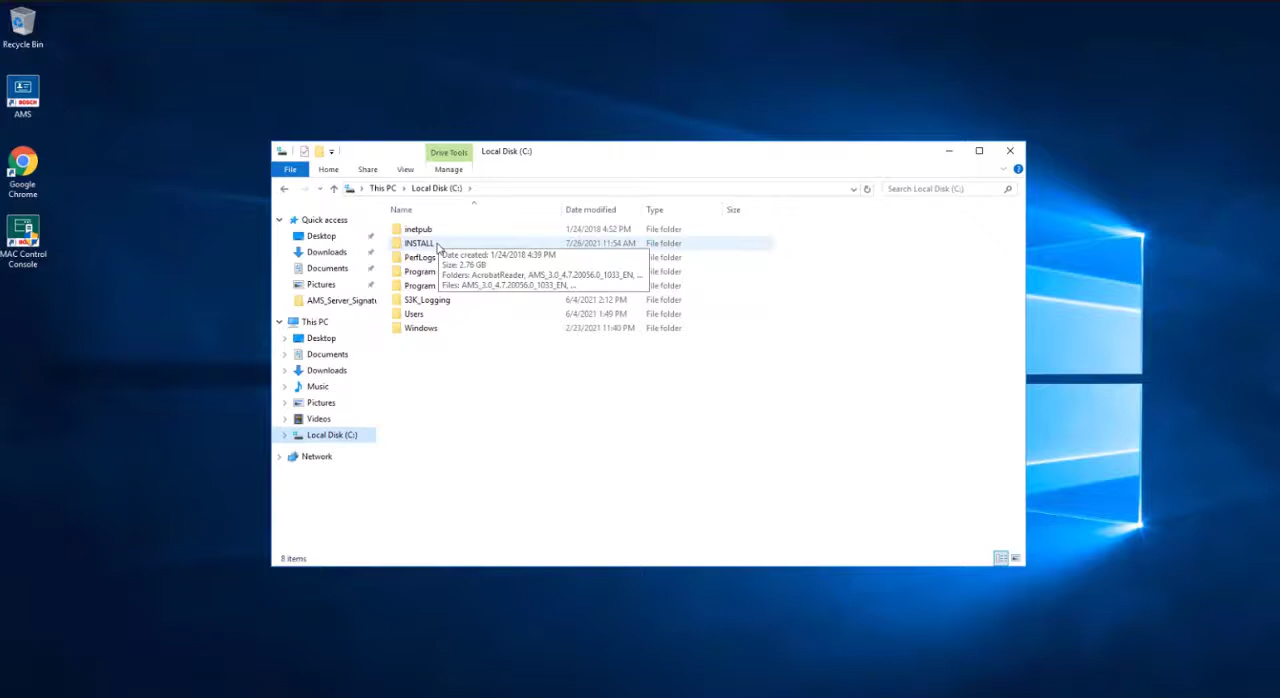 Recycle Bin
BOSCH
AMS
Google
Chrome
MAC Control
Console
Drive Tools
Local Disk (C:)
File
Home
Share
View
Manage
This PC
Local Disk (C:)
Search Local Disk (C:)
Name
Date modified
Type
Size
Quick access
Desktop
Downloads
Documents
Pictures
AMS_Server_Signatu
This PC
Desktop
Documents
Downloads
Music
Pictures
Videos
Local Disk (C:)
Network
inetpub 1/24/2018 4:52 PM File folder
INSTALL 7/26/2021 11:54 AM File folder
PerfLogs ile folder
Program ile folder
Program ile folder
S3K_Logging 6/4/2021 2:12 PM File folder
Users 6/4/2021 1:49 PM File folder
Windows 2/23/2021 11:40 PM File folder
Date created: 1/24/2018 4:39 PM
Size: 2,76 GB
Folders: AcrobatReader, AMS_3.0_4.7.20056.0_1033_EN, ...
Files: AMS_3.0_4.7.20056.0_1033_EN, ...
8 items